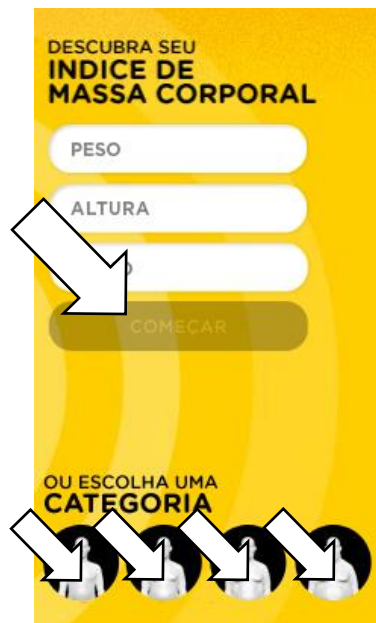 DESCUBRA SEU
INDICE DE
MASSA CORPORAL
PESO
ALTURA
COMEÇAR
OU ESCOLHA UMA
CATEGORIA